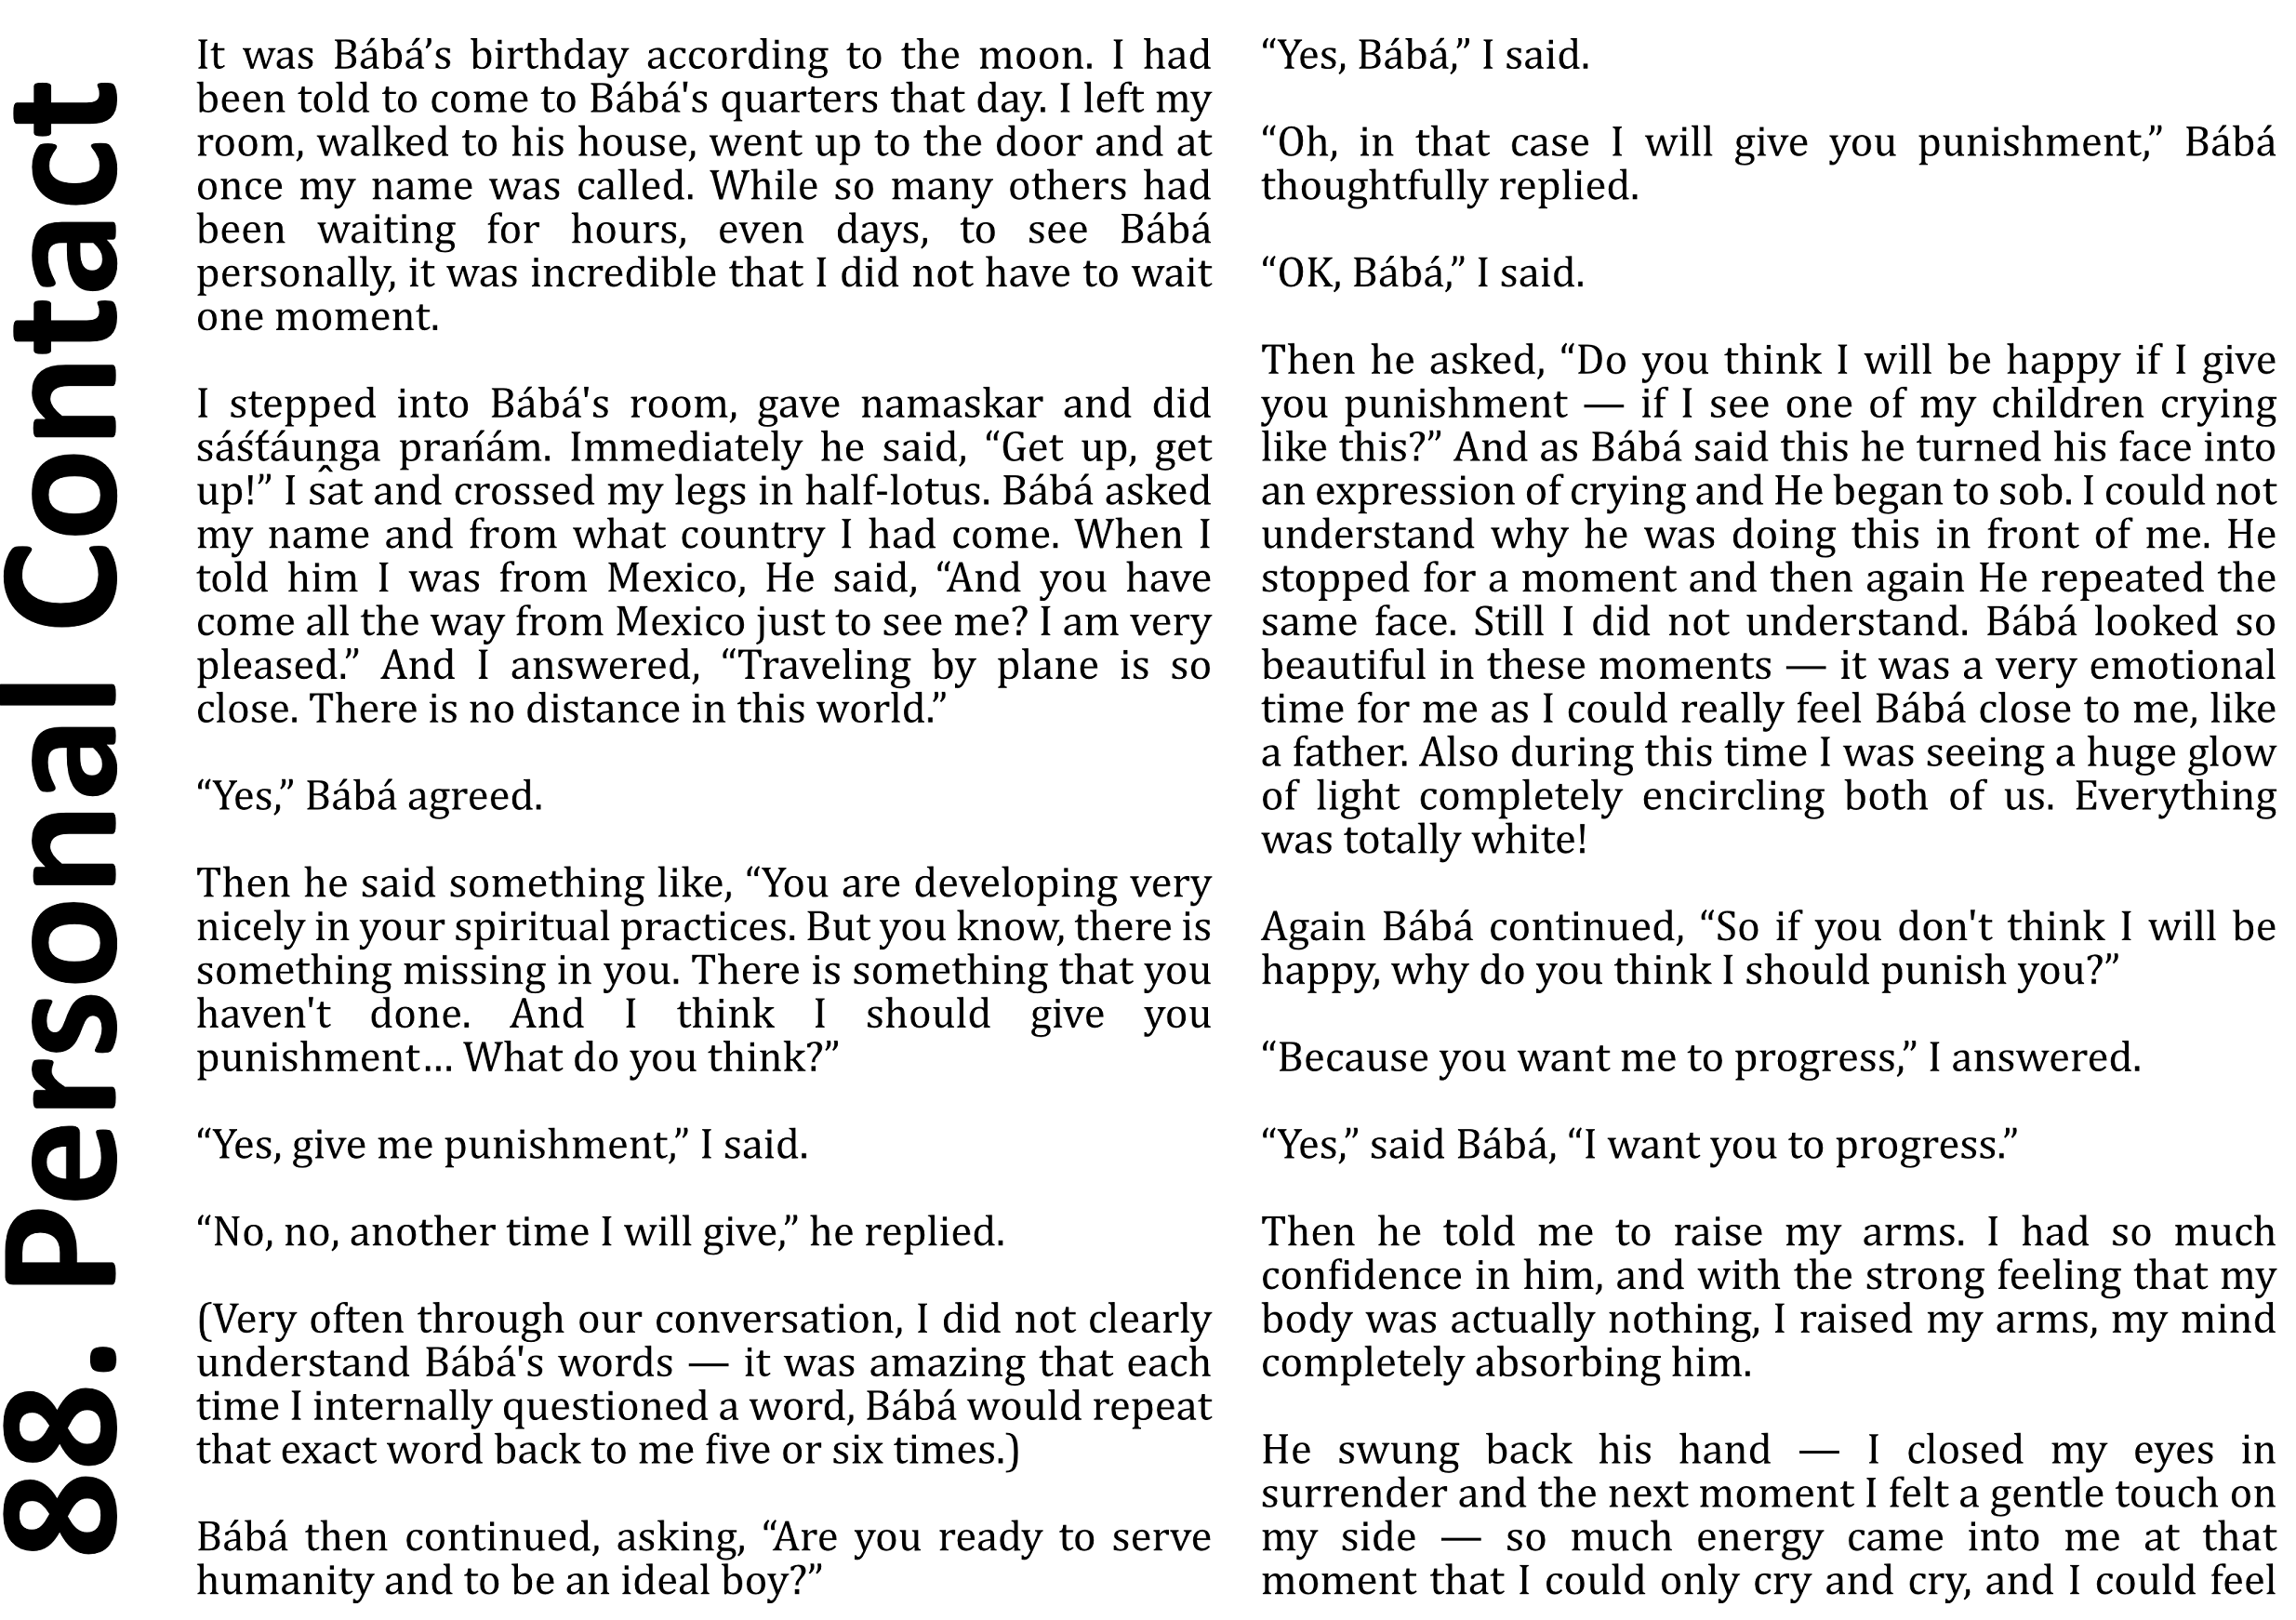 88. Personal Contact
It was Bábá’s birthday according to the moon. I had
been told to come to Bábá's quarters that day. I left my
room, walked to his house, went up to the door and at
once my name was called. While so many others had
been waiting for hours, even days, to see Bábá
personally, it was incredible that I did not have to wait
one moment.
I stepped into Bábá's room, gave namaskar and did
sáśt́áuṋga prańám. Immediately he said, “Get up, get
up!” I sat and crossed my legs in half-lotus. Bábá asked
my name and from what country I had come. When I
told him I was from Mexico, He said, “And you have
come all the way from Mexico just to see me? I am very
pleased.” And I answered, “Traveling by plane is so
close. There is no distance in this world.”
“Yes,” Bábá agreed.
Then he said something like, “You are developing very
nicely in your spiritual practices. But you know, there is
something missing in you. There is something that you
haven't done. And I think I should give you
punishment… What do you think?”
“Yes, give me punishment,” I said.
“No, no, another time I will give,” he replied.
(Very often through our conversation, I did not clearly
understand Bábá's words — it was amazing that each
time I internally questioned a word, Bábá would repeat
that exact word back to me five or six times.)
Bábá then continued, asking, “Are you ready to serve
humanity and to be an ideal boy?”
“Yes, Bábá,” I said.
“Oh, in that case I will give you punishment,” Bábá
thoughtfully replied.
“OK, Bábá,” I said.
Then he asked, “Do you think I will be happy if I give
you punishment — if I see one of my children crying
like this?” And as Bábá said this he turned his face into
an expression of crying and He began to sob. I could not
understand why he was doing this in front of me. He
stopped for a moment and then again He repeated the
same face. Still I did not understand. Bábá looked so
beautiful in these moments — it was a very emotional
time for me as I could really feel Bábá close to me, like
a father. Also during this time I was seeing a huge glow
of light completely encircling both of us. Everything
was totally white!
Again Bábá continued, “So if you don't think I will be
happy, why do you think I should punish you?”
“Because you want me to progress,” I answered.
“Yes,” said Bábá, “I want you to progress.”
Then he told me to raise my arms. I had so much
confidence in him, and with the strong feeling that my
body was actually nothing, I raised my arms, my mind
completely absorbing him.
He swung back his hand — I closed my eyes in
surrender and the next moment I felt a gentle touch on
my side — so much energy came into me at that
moment that I could only cry and cry, and I could feel